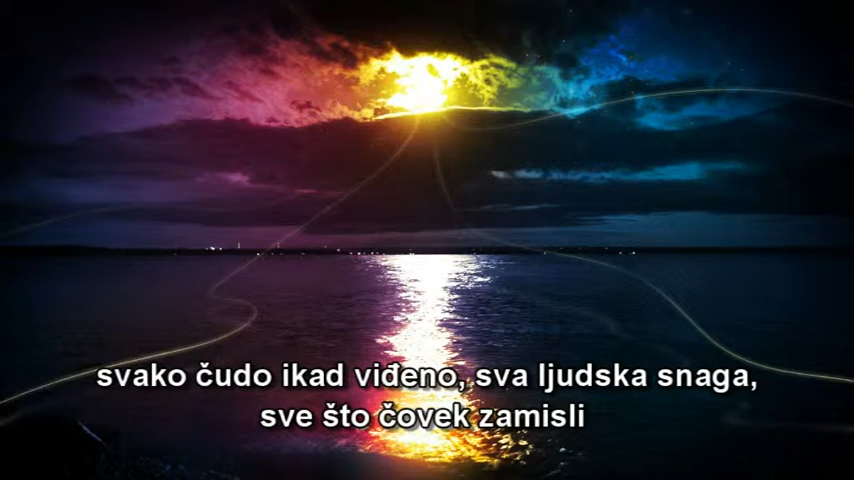 svako čudo ikad viđeno, sva ljudska snaga,
sve što čovek zamisli